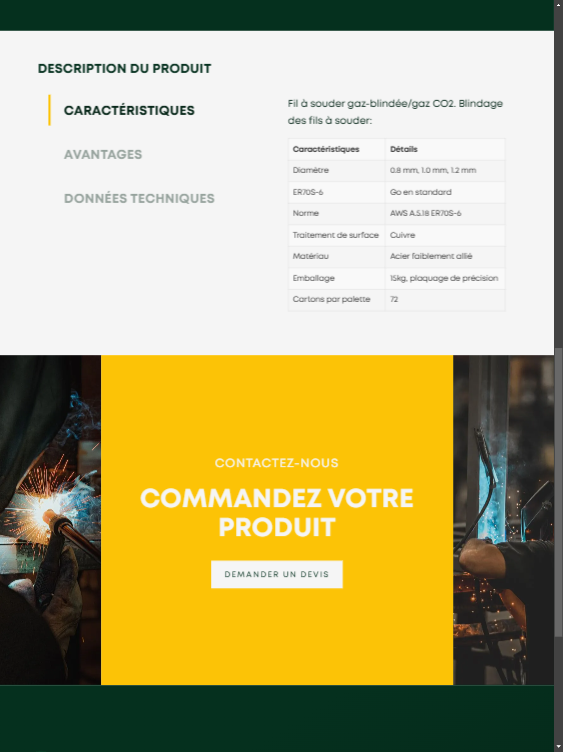 DESCRIPTION DU PRODUIT
CARACTÉRISTIQUES
AVANTAGES
DONNÉES TECHNIQUES
Fil à souder gaz-blindée/gaz CO2. Blindage
des fils à souder:
Caractéristiques Détails
Diamètre 0.8 mm, 1.0 mm, 1.2 mm
ER70S-6 Go en standard
Norme AWS A.5.18 ER70S-6
Traitement de surface Cuivre
Matériau Acier faiblement allié
Emballage 15kg, plaquage de précision
Cartons par palette 72
CONTACTEZ-NOUS
COMMANDEZ VOTRE
PRODUIT
DEMANDER UN DEVIS